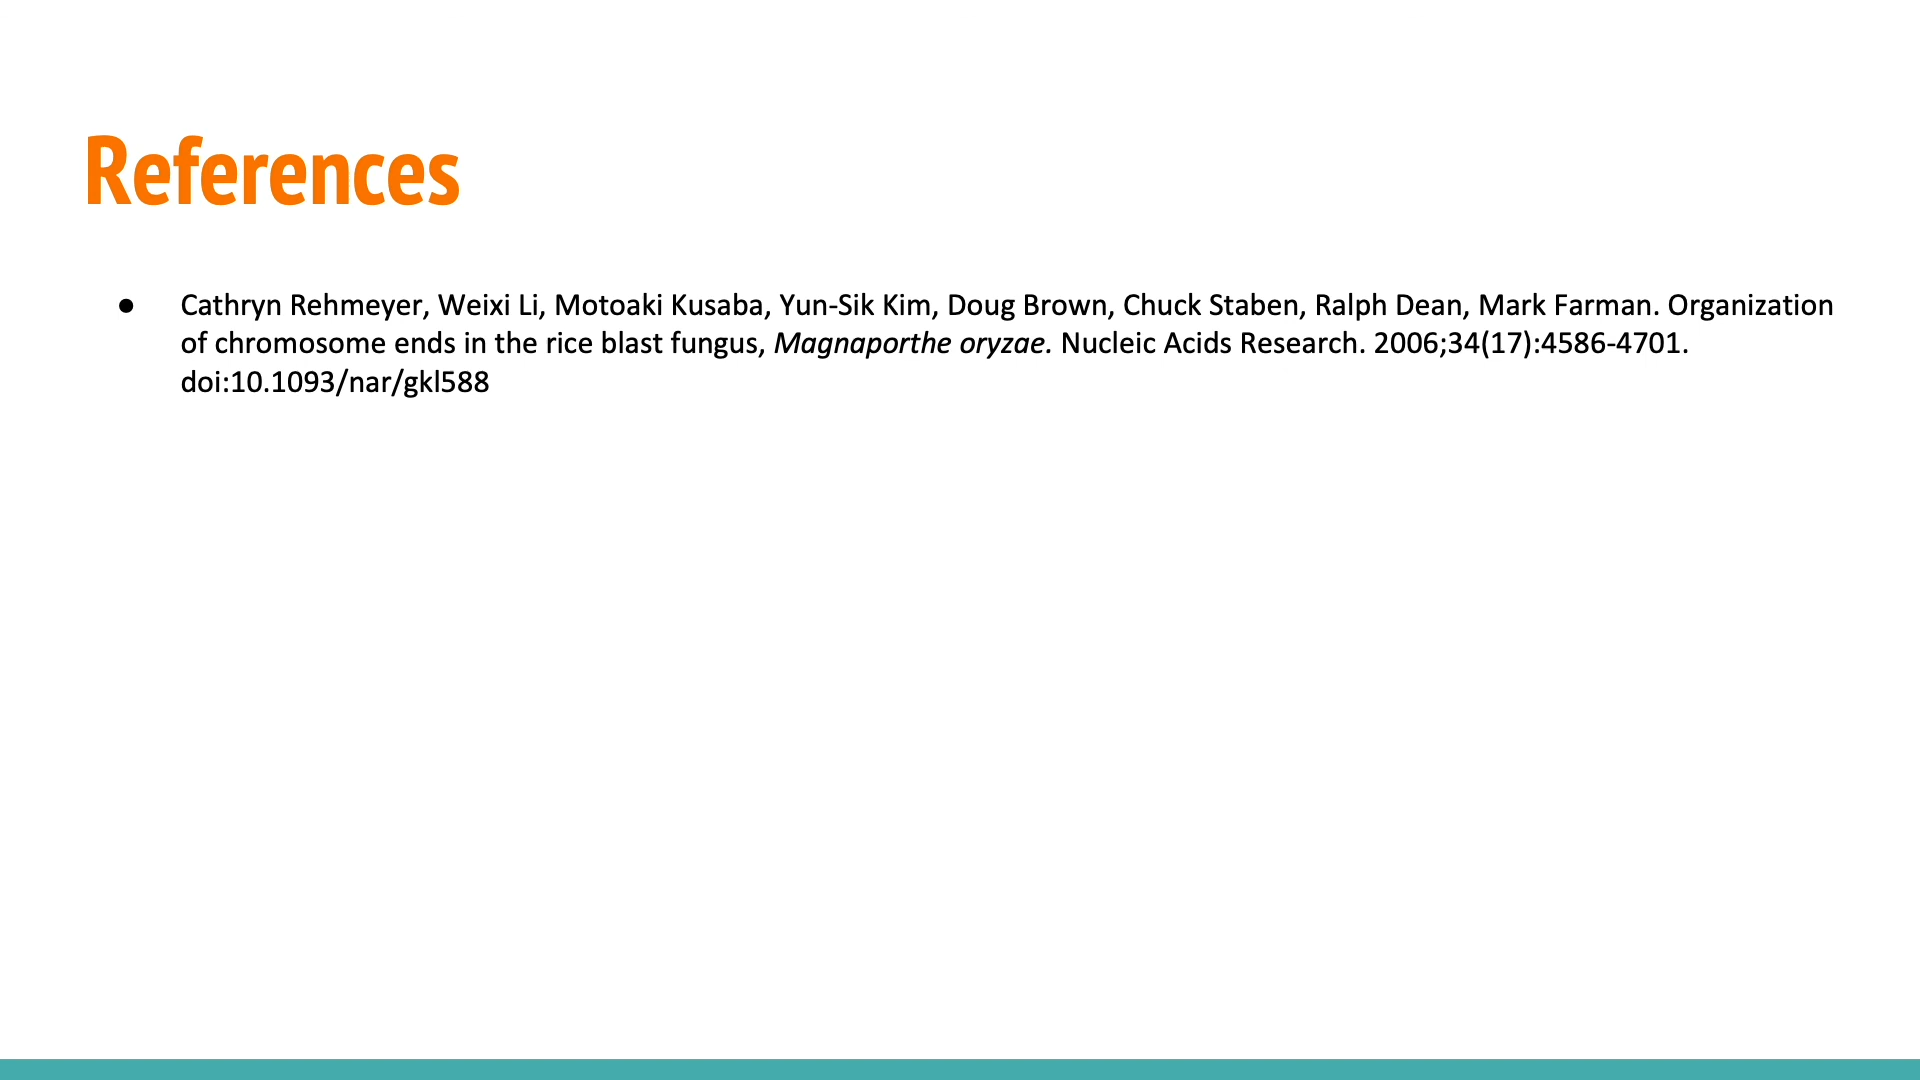 References
● Cathryn Rehmeyer, Weixi Li, Motoaki Kusaba, Yun-Sik Kim, Doug Brown, Chuck Staben, Ralph Dean, Mark Farman. Organization
of chromosome ends in the rice blast fungus, Magnaporthe oryzae. Nucleic Acids Research. 2006;34(17):4586-4701.
doi:10.1093/nar/gkl588